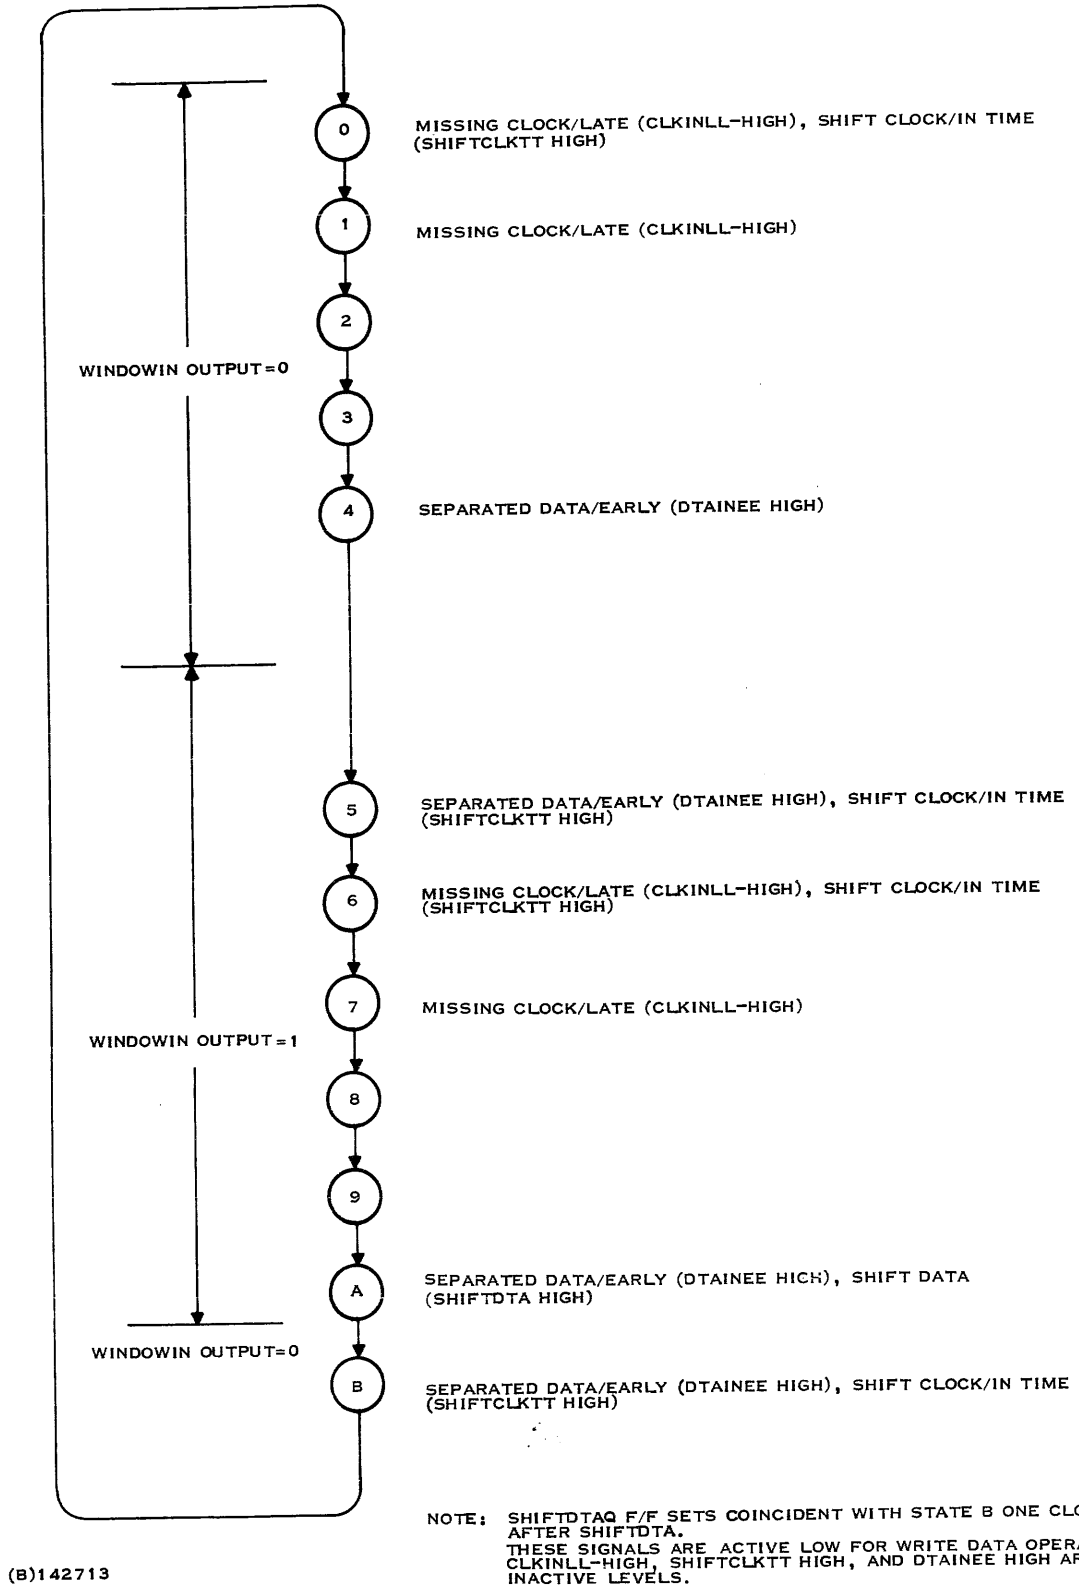 0
MISSING CLOCK/LATE (CLKINLL-HIGH), SHIFT CLOCK/IN TIME
(SHIFTCLKTT HIGH)
1
MISSING CLOCK/LATE (CLKINLL-HIGH)
2
WINDOWIN OUTPUT=0
3
4
SEPARATED DATA/EARLY (DTAINEE HIGH)
5
SEPARATED DATA/EARLY (DTAINEE HIGH), SHIFT CLOCK/IN TIME
(SHIFTCLKTT HIGH)
6
MISSING CLOCK/LATE (CLKINLL-HIGH), SHIFT CLOCK/IN TIME
(SHIFTCLKTT HIGH)
7
MISSING CLOCK/LATE (CLKINLL-HIGH)
WINDOWIN OUTPUT=1
8
9
A
SEPARATED DATA/EARLY (DTAINEE HIGH), SHIFT DATA
(SHIFTDTA HIGH)
WINDOWIN OUTPUT=0
B
SEPARATED DATA/EARLY (DTAINEE HIGH), SHIFT CLOCK/IN TIME
(SHIFTCLKTT HIGH)
NOTE: SHIFTDTAQ F/F SETS COINCIDENT WITH STATE B ONE
AFTER SHIFTDTA.
THESE SIGNALS ARE ACTIVE LOW FOR WRITE DATA
CLKINLL-HIGH, SHIFTCLKTT HIGH, AND DTAINEE HIGH
INACTIVE LEVELS.
(B)142713